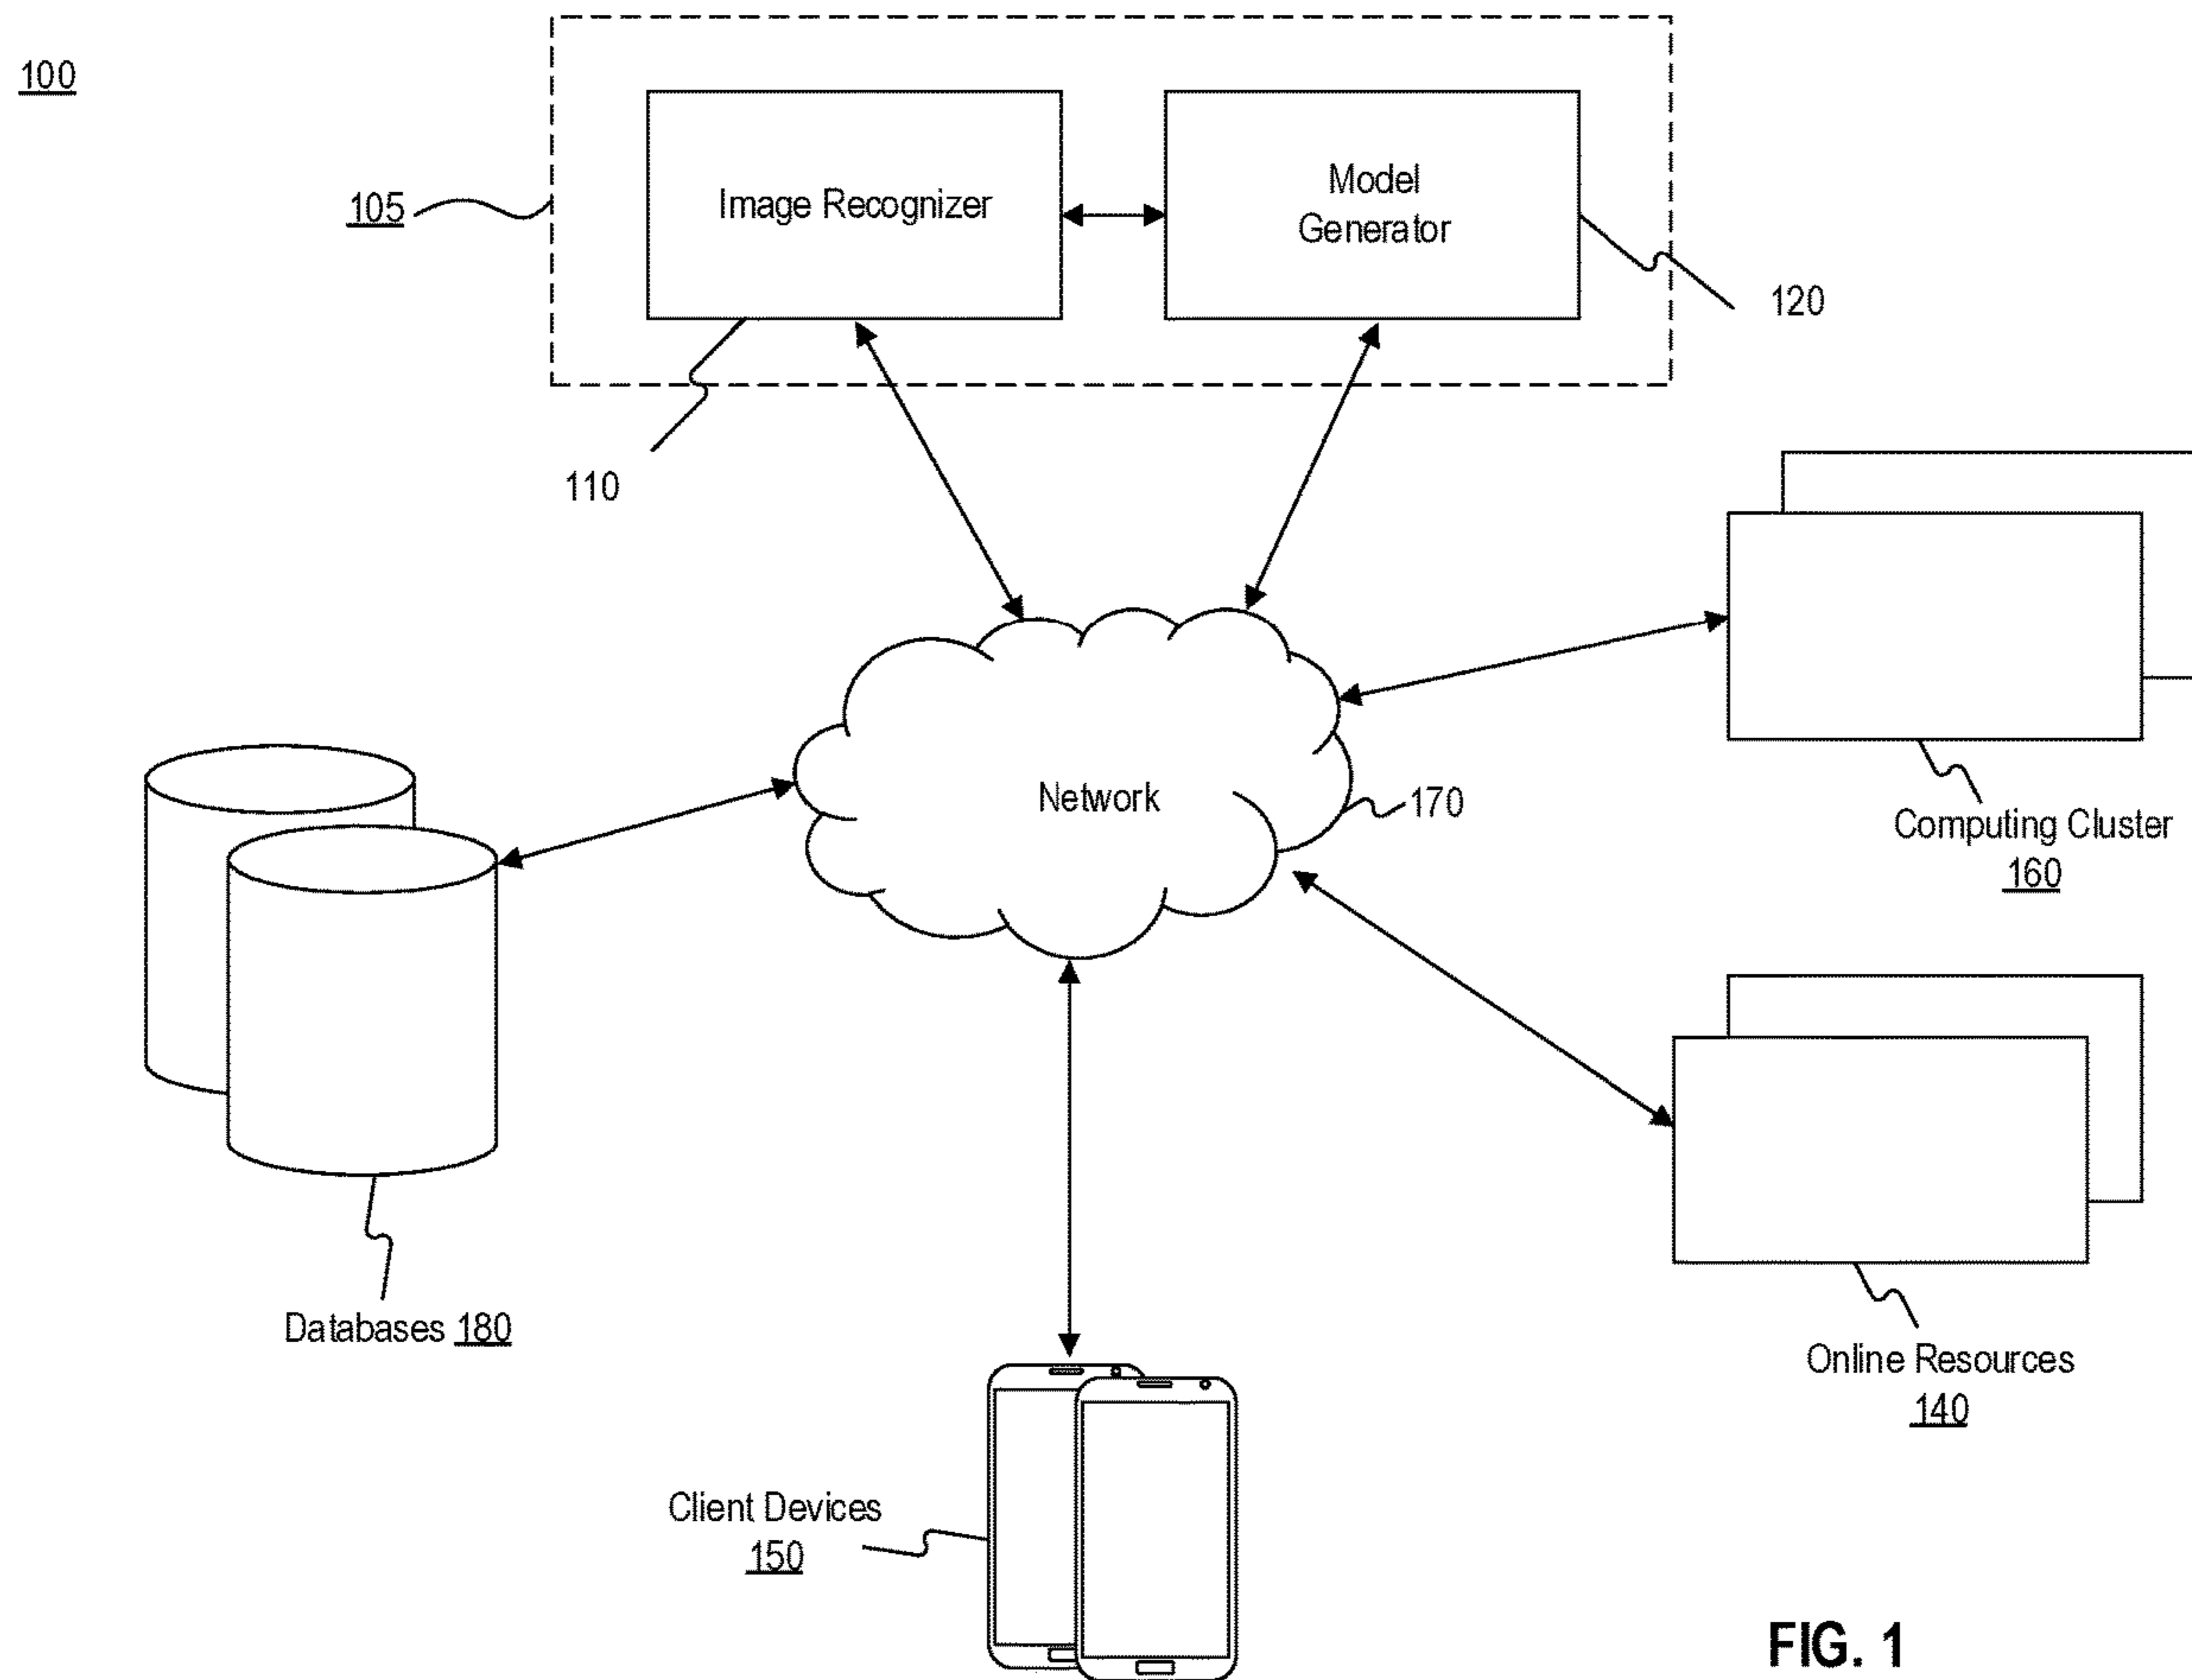 100
Image Recognizer
Model
Generator
105
120
110
Network
170
Computing Cluster
160
Databases 180
Online Resources
140
Client Devices
150
FIG. 1